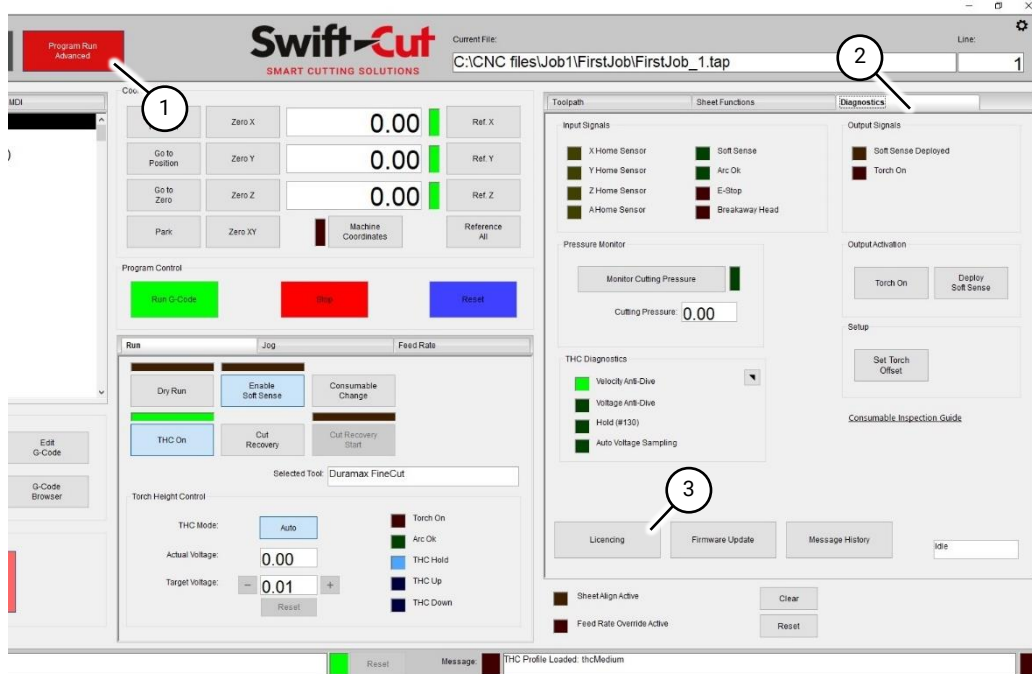 Program Run
Advanced
Swift-Cut
SMART CUTTING SOLUTIONS
Current File:
C:\CNC files\Job1\FirstJob\FirstJob_1.tap
Line:
1
1
2
3
MDI
)
Edit
G-Code
G-Code
Browser
Zero X
0.00
Ref. X
Go to
Position
Zero Y
0.00
Ref. Y
Go to
Zero
Zero Z
0.00
Ref. Z
Park
Zero XY
Machine
Coordinates
Reference
All
Program Control
Run G-Code
Stop
Reset
Run
Jog
Feed Rate
Dry Run
Enable
Soft Sense
Consumable
Change
THC On
Cut
Recovery
Cut Recovery
Start
Selected Tool:
Duramax FineCut
Torch Height Control
THC Mode:
Auto
Actual Voltage:
0.00
Target Voltage:
−
0.01
+
Reset
Torch On
Arc Ok
THC Hold
THC Up
THC Down
Toolpath
Sheet Functions
Diagnostics
Input Signals
X Home Sensor
Y Home Sensor
Z Home Sensor
A Home Sensor
Soft Sense
Arc Ok
E-Stop
Breakaway Head
Output Signals
Soft Sense Deployed
Torch On
Pressure Monitor
Monitor Cutting Pressure
Cutting Pressure:
0.00
Output Activation
Torch On
Deploy
Soft Sense
Setup
Set Torch
Offset
Consumable Inspection Guide
THC Diagnostics
Velocity Anti-Dive
Voltage Anti-Dive
Hold (#130)
Auto Voltage Sampling
Licencing
Firmware Update
Message History
Idle
Sheet Align Active
Clear
Feed Rate Override Active
Reset
Reset
Message:
THC Profile Loaded: thcMedium